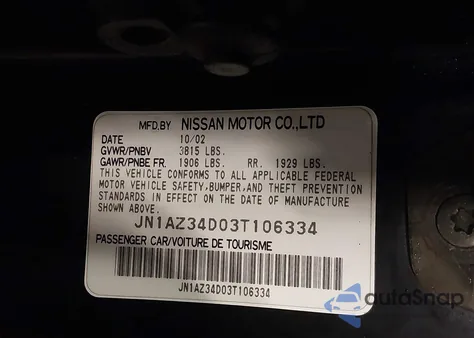 MFD.BY NISSAN MOTOR CO.,LTD
DATE 10/02
GVWR/PNBV 3815 LBS.
GAWR/PNBE FR. 1906 LBS. RR. 1929 LBS.
THIS VEHICLE CONFORMS TO ALL APPLICABLE FEDERAL
MOTOR VEHICLE SAFETY, BUMPER, AND THEFT PREVENTION
STANDARDS IN EFFECT ON THE DATE OF MANUFACTURE
SHOWN ABOVE.
JN1AZ34D03T106334
PASSENGER CAR/VOITURE DE TOURISME
JN1AZ34D03T106334
autoSnap